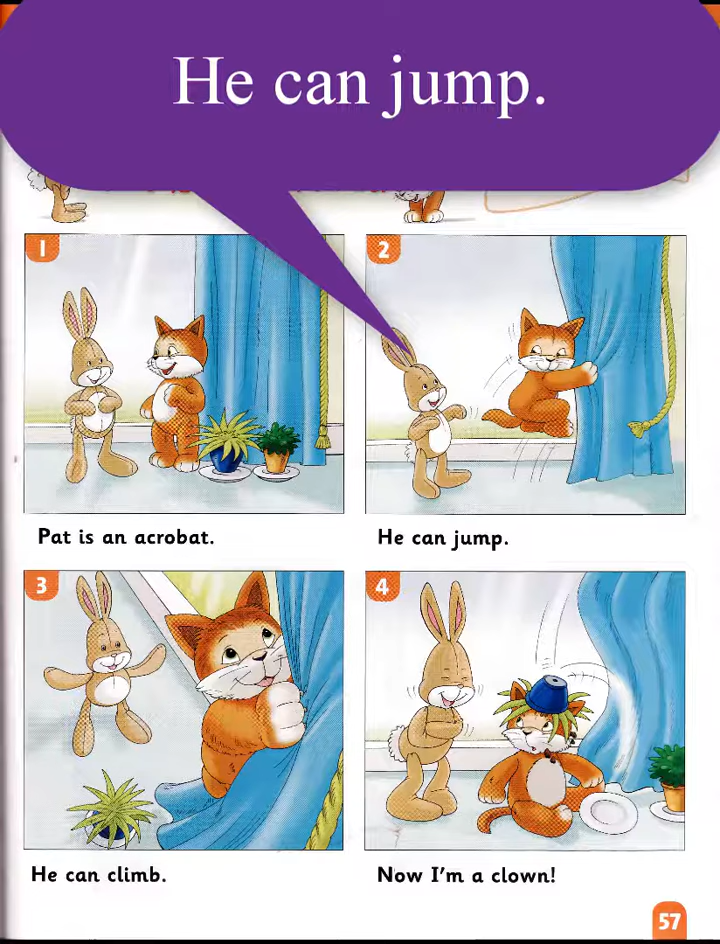 He can jump.
1
2
Pat is an acrobat.
He can jump.
3
4
He can climb.
Now I'm a clown!
57